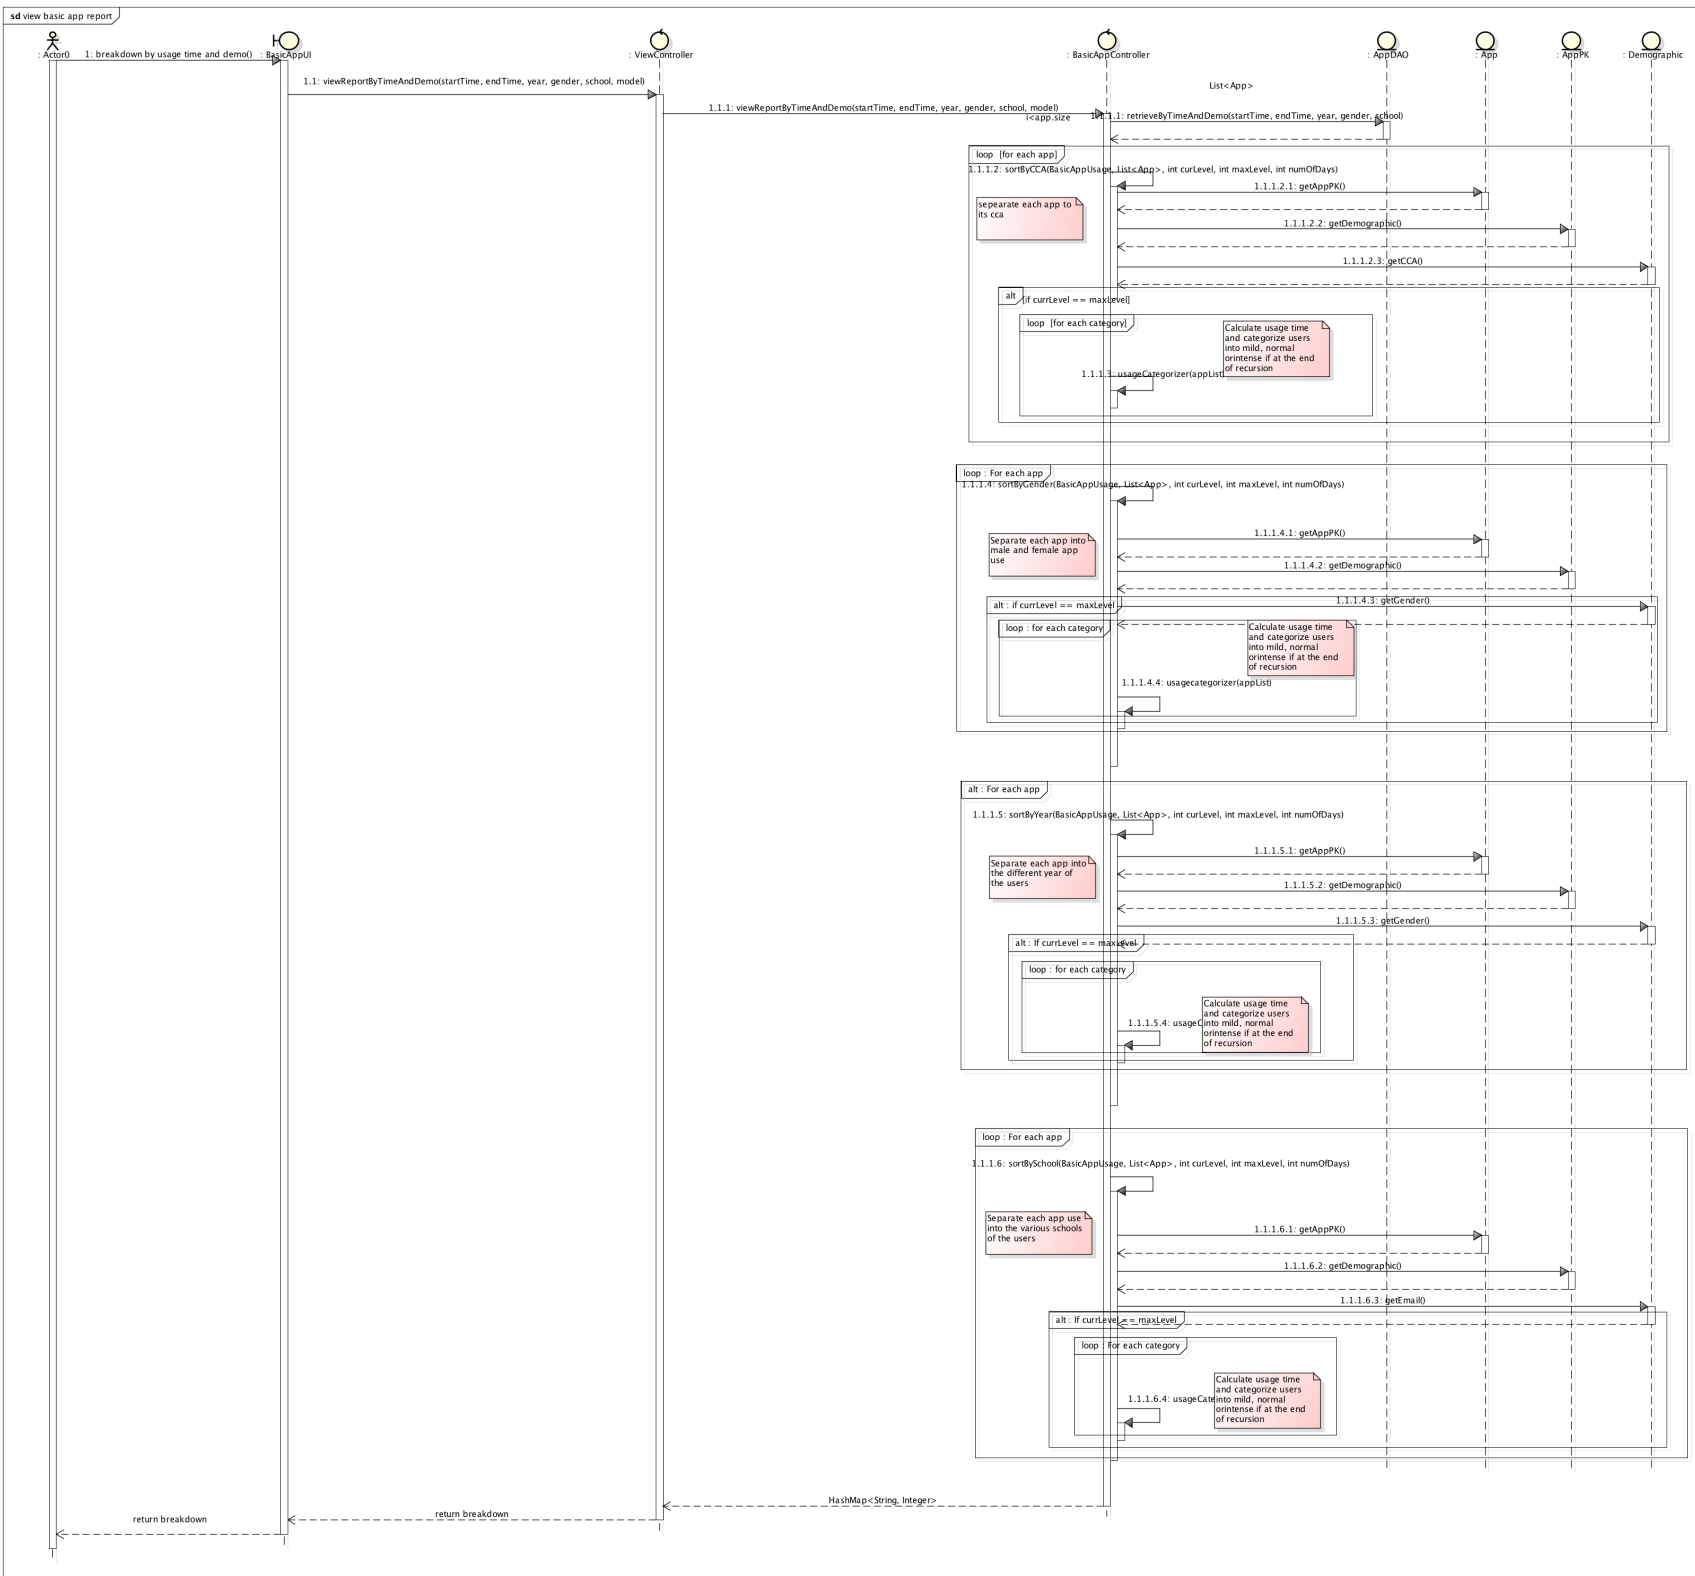 sd view basic app report
: Actor0
1: breakdown by usage time and demo()
: BasicAppUI
: ViewController
: BasicAppController
: AppDAO
: App
: AppPK
: Demographic
1.1: viewReportByTimeAndDemo(startTime, endTime, year, gender, school, model)
List<App>
1.1.1: viewReportByTimeAndDemo(startTime, endTime, year, gender, school, model)
i<app.size
1.1.1.1: retrieveByTimeAndDemo(startTime, endTime, year, gender, school)
loop [for each app]
1.1.1.2: sortByCCA(BasicAppUsage, List<App>, int curLevel, int maxLevel, int numOfDays)
1.1.1.2.1: getAppPK()
sepearate each app to
its cca
1.1.1.2.2: getDemographic()
1.1.1.2.3: getCCA()
alt
[if currLevel == maxLevel]
loop [for each category]
Calculate usage time
and categorize users
into mild, normal
orintense if at the end
of recursion
1.1.1.3: usageCategorizer(appList)
loop : For each app
1.1.1.4: sortByGender(BasicAppUsage, List<App>, int curLevel, int maxLevel, int numOfDays)
1.1.1.4.1: getAppPK()
Separate each app into
male and female app
use
1.1.1.4.2: getDemographic()
alt : if currLevel == maxLevel
1.1.1.4.3: getGender()
loop : for each category
Calculate usage time
and categorize users
into mild, normal
orintense if at the end
of recursion
1.1.1.4.4: usagecategorizer(appList)
alt : For each app
1.1.1.5: sortByYear(BasicAppUsage, List<App>, int curLevel, int maxLevel, int numOfDays)
1.1.1.5.1: getAppPK()
Separate each app into
the different year of
the users
1.1.1.5.2: getDemographic()
1.1.1.5.3: getGender()
alt : If currLevel == maxLevel
loop : for each category
Calculate usage time
and categorize users
into mild, normal
orintense if at the end
of recursion
1.1.1.5.4: usageC
loop : For each app
1.1.1.6: sortBySchool(BasicAppUsage, List<App>, int curLevel, int maxLevel, int numOfDays)
Separate each app use
into the various schools
of the users
1.1.1.6.1: getAppPK()
1.1.1.6.2: getDemographic()
1.1.1.6.3: getEmail()
alt : If currLevel == maxLevel
loop : For each category
Calculate usage time
and categorize users
into mild, normal
orintense if at the end
of recursion
1.1.1.6.4: usageCate
HashMap<String, Integer>
return breakdown
return breakdown